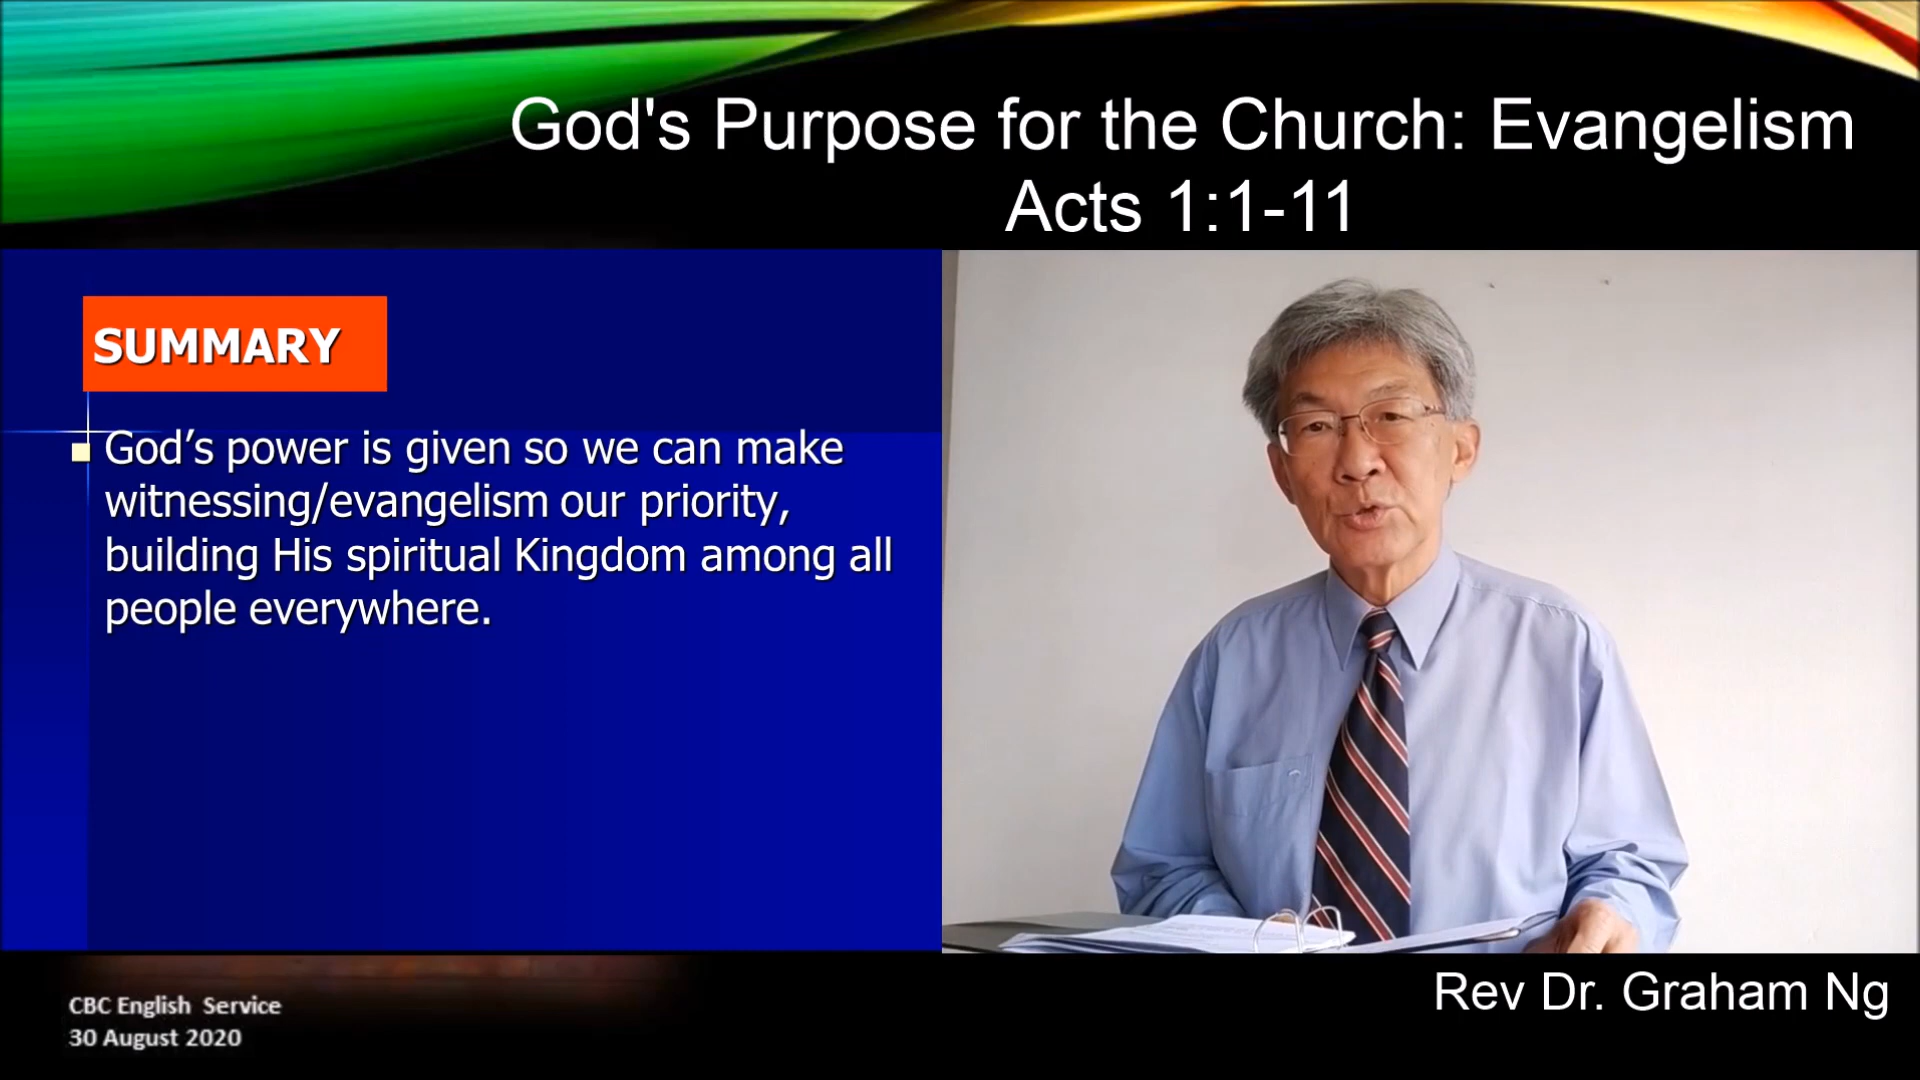 God's Purpose for the Church: Evangelism
Acts 1:1-11
SUMMARY
God’s power is given so we can make
witnessing/evangelism our priority,
building His spiritual Kingdom among all
people everywhere.
Rev Dr. Graham Ng
CBC English Service
30 August 2020